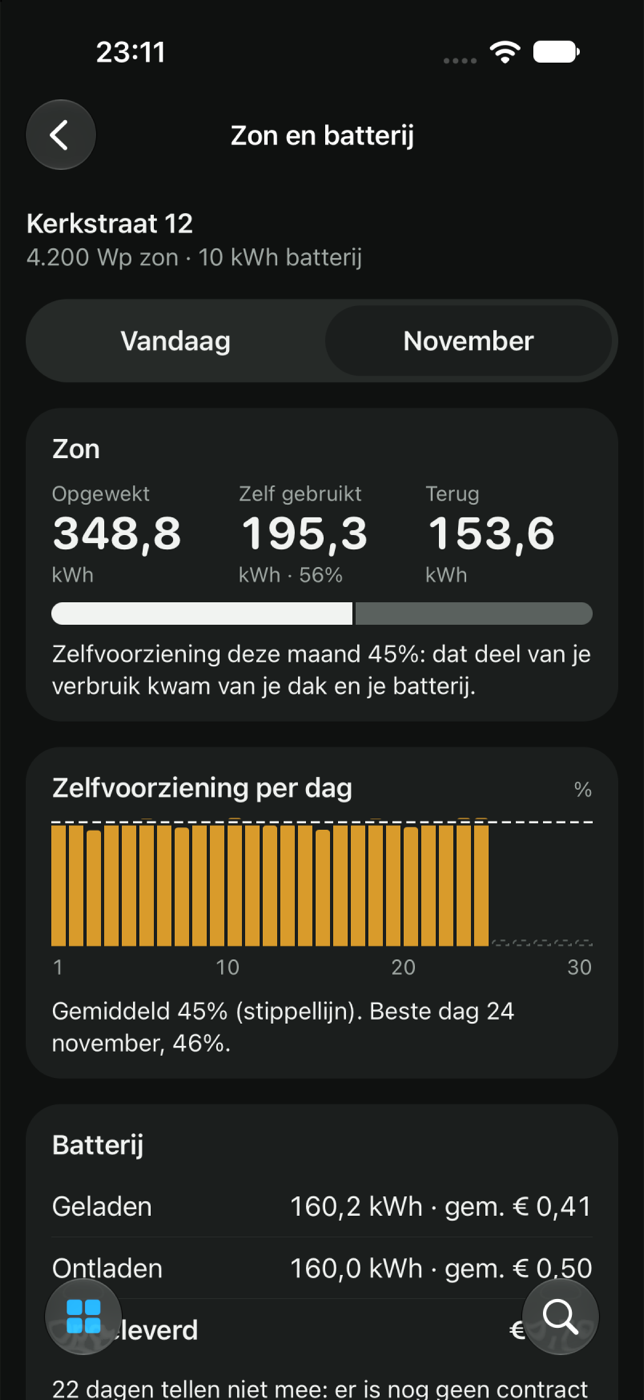 23:11
Zon en batterij
Kerkstraat 12
4.200 Wp zon · 10 kWh batterij
Vandaag
November
Zon
Opgewekt
Zelf gebruikt
Terug
348,8
195,3
153,6
kWh
kWh · 56%
kWh
Zelfvoorziening deze maand 45%: dat deel van je
verbruik kwam van je dak en je batterij.
Zelfvoorziening per dag
%
1
10
20
30
Gemiddeld 45% (stippellijn). Beste dag 24
november, 46%.
Batterij
Geladen
160,2 kWh · gem. € 0,41
Ontladen
160,0 kWh · gem. € 0,50
€
22 dagen tellen niet mee: er is nog geen contract